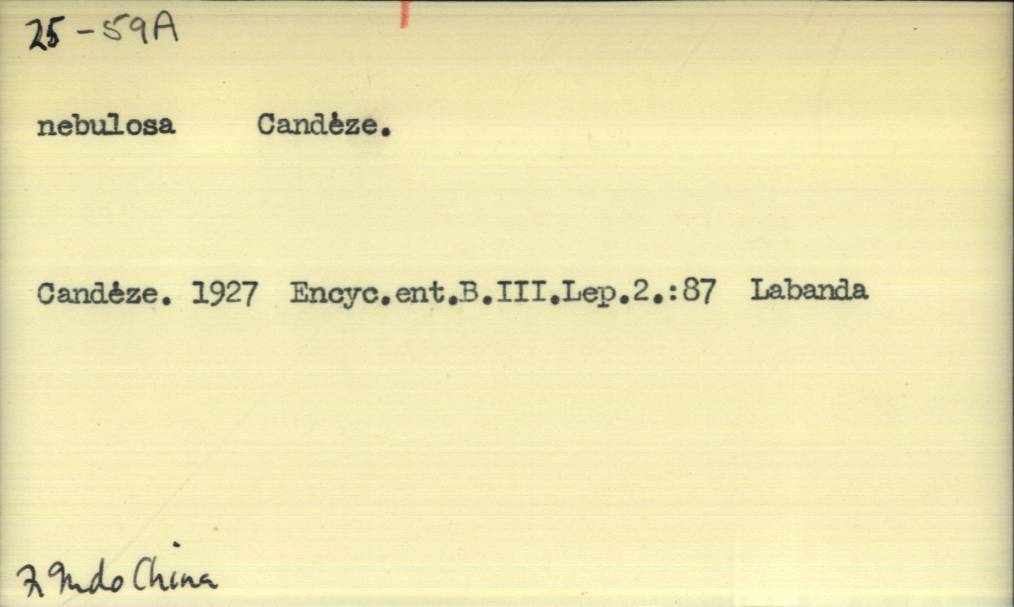 25-59A
nebulosa Candèze.
Candèze. 1927 Encyc.ent.B.III.Lep.2.:87 Labanda
Indo China